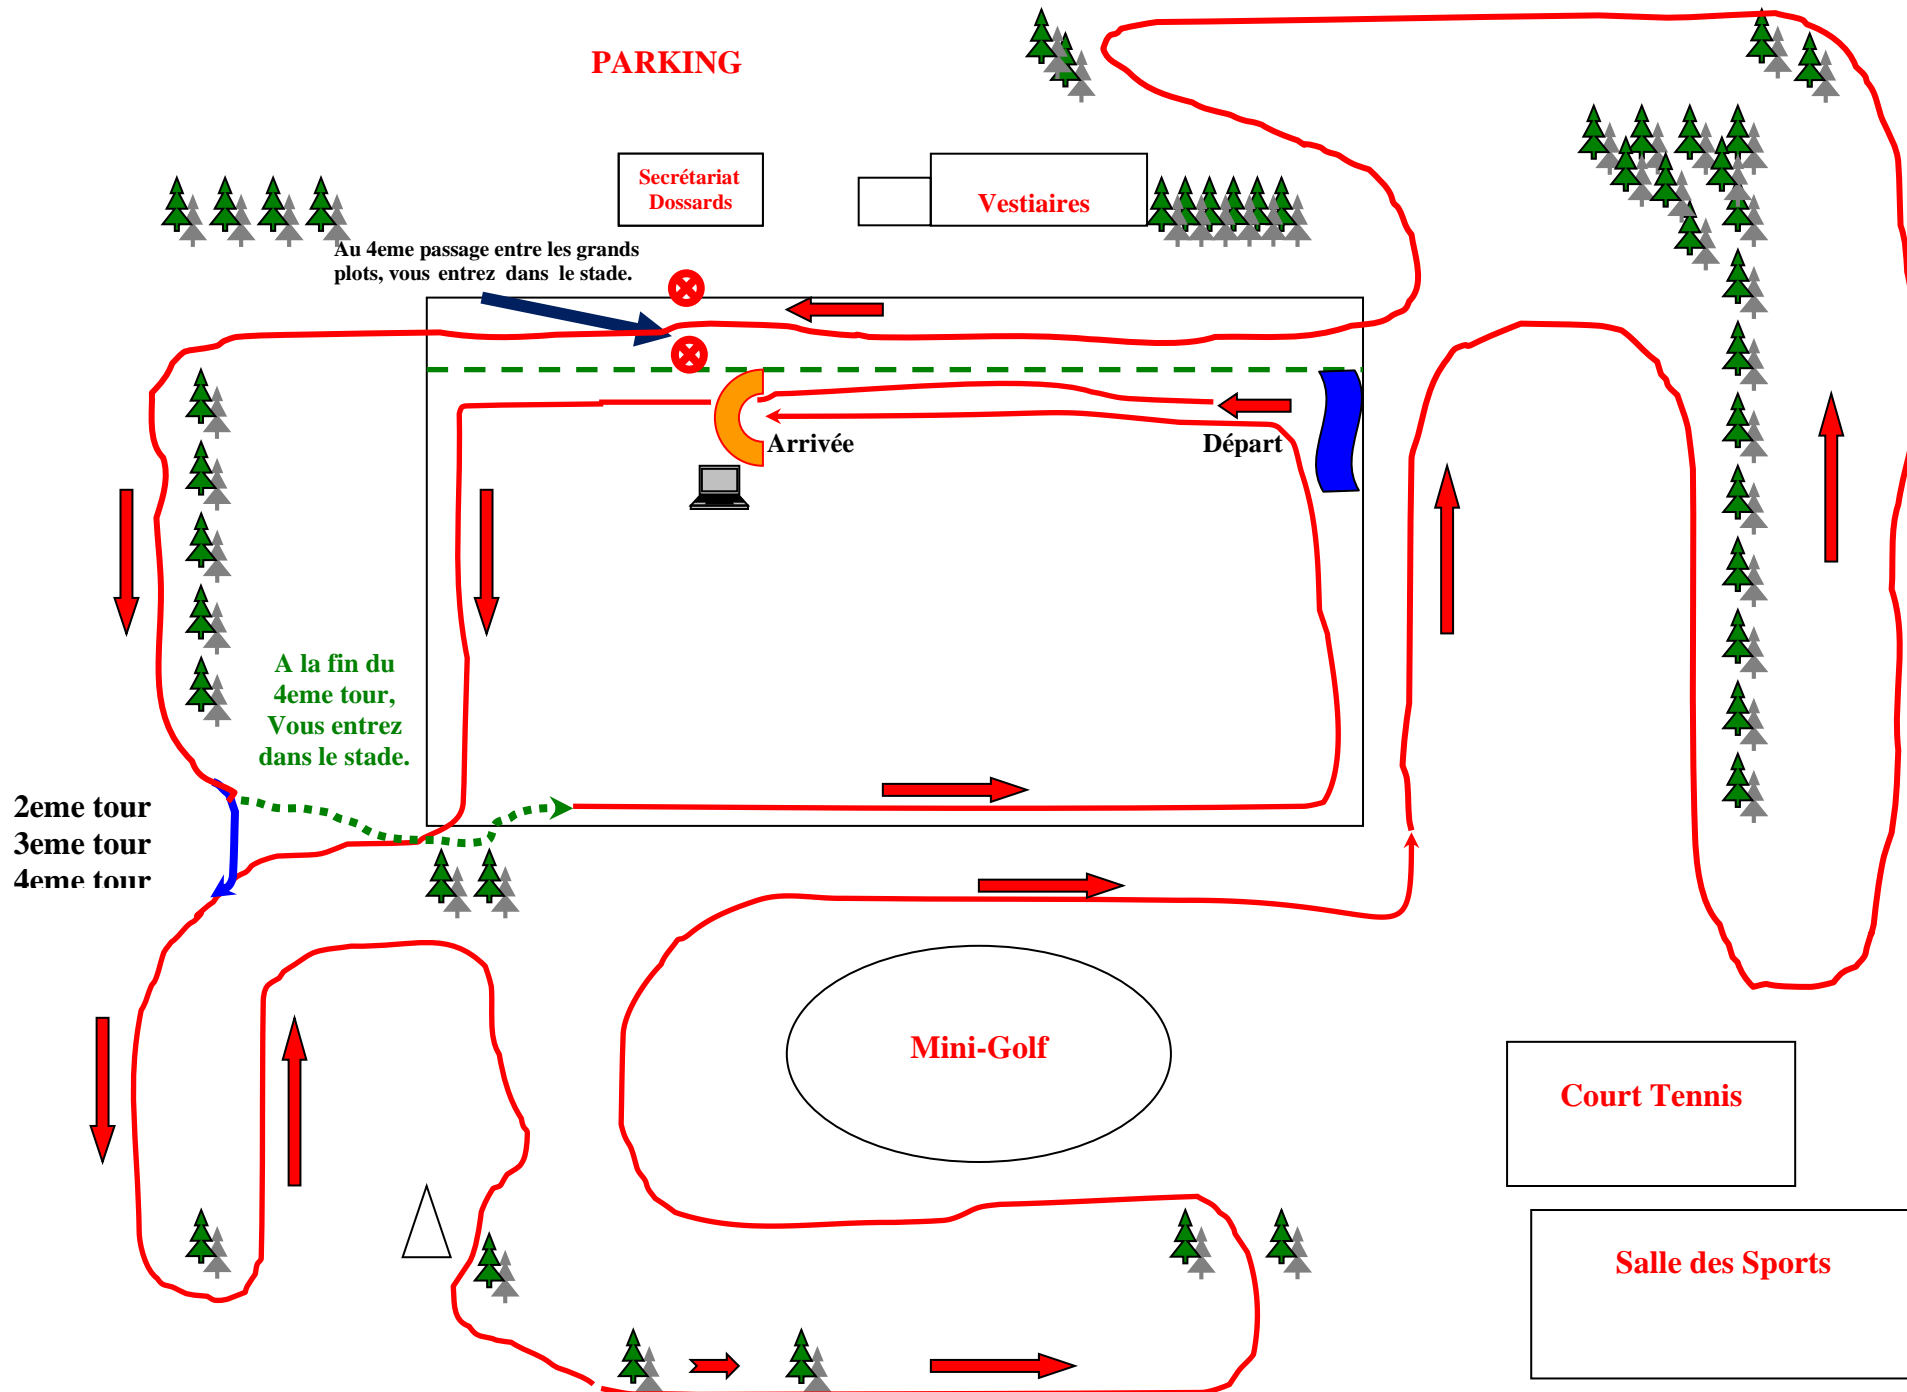 PARKING
Secrétariat
Dossards
Vestiaires
Au 4eme passage entre les grands
plots, vous entrez dans le stade.
Arrivée
Départ
A la fin du
4eme tour,
Vous entrez
dans le stade.
2eme tour
3eme tour
4eme tour
Mini-Golf
Court Tennis
Salle des Sports